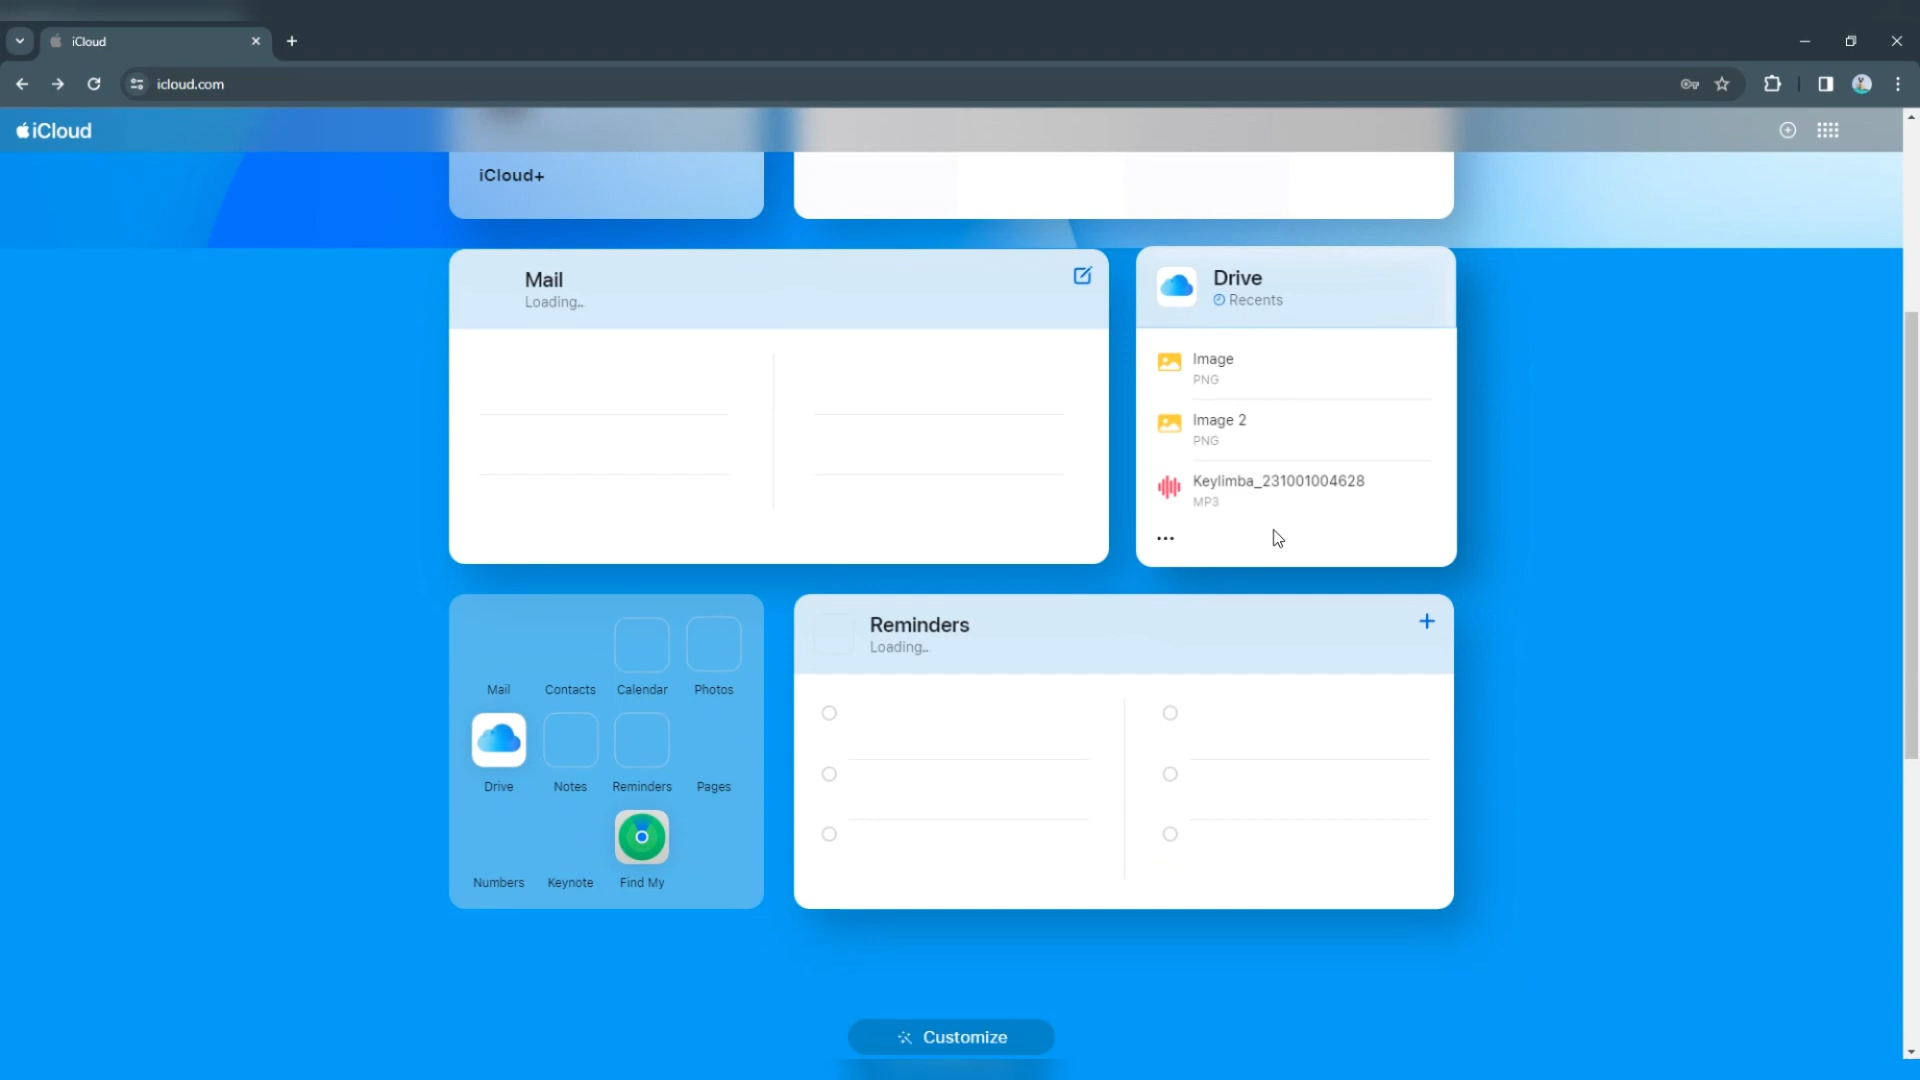 iCloud
icloud.com
iCloud
iCloud+
Mail
Loading...
Drive
Recents
Image
PNG
Image 2
PNG
Keylimba_231001004628
MP3
Mail Contacts Calendar Photos
Drive Notes Reminders Pages
Numbers Keynote Find My
Reminders
Loading...
Customize